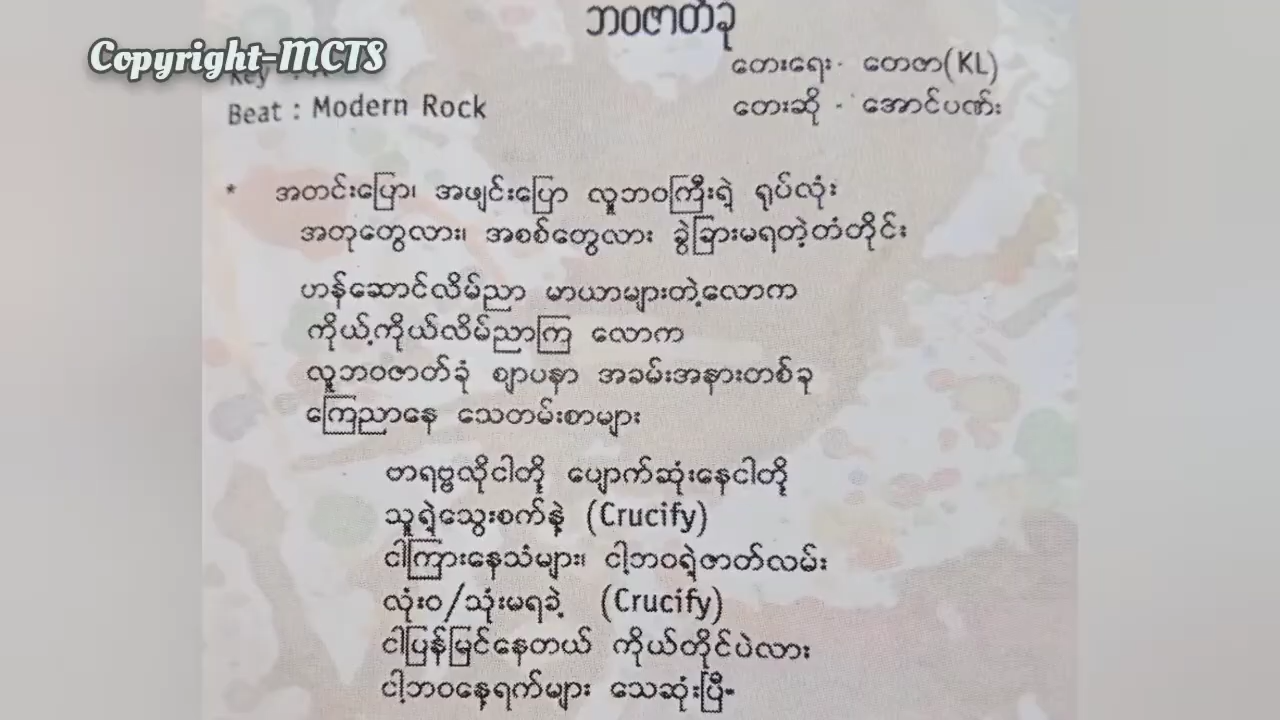 ဘဝဇာတ်ခုံ
Copyright-MCTS
Key :
တေးရေး - တေဇာ(KL)
Beat : Modern Rock
တေးဆို - အောင်ပဏ်း
* အတင်းပြော၊ အဖျင်းပြော လူဘဝကြီးရဲ့ ရုပ်လုံး
အတုတွေလား၊ အစစ်တွေလား ခွဲခြားမရတဲ့တံတိုင်း
ဟန်ဆောင်လိမ်ညာ မာယာများတဲ့လောက
ကိုယ့်ကိုယ်လိမ်ညာကြ လောက
လူဘဝဇာတ်ခုံ ဈာပနာ အခမ်းအနားတစ်ခု
ကြေညာနေ သေတမ်းစာများ
ဗာရဗ္ဗလိုငါတို့ ပျောက်ဆုံးနေငါတို့
သူရဲ့သွေးစက်နဲ့ (Crucify)
ငါကြားနေသံများ၊ ငါ့ဘဝရဲ့ဇာတ်လမ်း
လုံးဝ/သုံးမရခဲ့ (Crucify)
ငါပြန်မြင်နေတယ် ကိုယ်တိုင်ပဲလား
ငါ့ဘဝနေ့ရက်များ သေဆုံးပြီ-